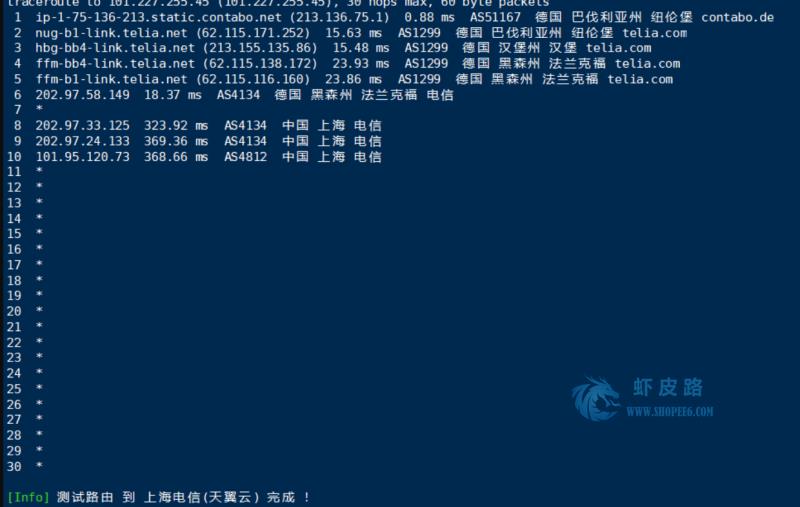 traceroute to 101.227.255.45 (101.227.255.45), 30 hops max, 60 byte packets
1 ip-1-75-136-213.static.contabo.net (213.136.75.1) 0.88 ms AS51167 德国 巴伐利亚州 纽伦堡 contabo.de
2 nug-b1-link.telia.net (62.115.171.252) 15.63 ms AS1299 德国 巴伐利亚州 纽伦堡 telia.com
3 hbg-bb4-link.telia.net (213.155.135.86) 15.48 ms AS1299 德国 汉堡州 汉堡 telia.com
4 ffm-bb4-link.telia.net (62.115.138.172) 23.93 ms AS1299 德国 黑森州 法兰克福 telia.com
5 ffm-b1-link.telia.net (62.115.116.160) 23.86 ms AS1299 德国 黑森州 法兰克福 telia.com
6 202.97.58.149 18.37 ms AS4134 德国 黑森州 法兰克福 电信
7 *
8 202.97.33.125 323.92 ms AS4134 中国 上海 电信
9 202.97.24.133 369.36 ms AS4134 中国 上海 电信
10 101.95.120.73 368.66 ms AS4812 中国 上海 电信
11 *
12 *
13 *
14 *
15 *
16 *
17 *
18 *
19 *
20 *
21 *
22 *
23 *
24 *
25 *
26 *
27 *
28 *
29 *
30 *
虾皮路
WWW.SHOPEE6.COM
[Info] 测试路由 到 上海电信(天翼云) 完成 !